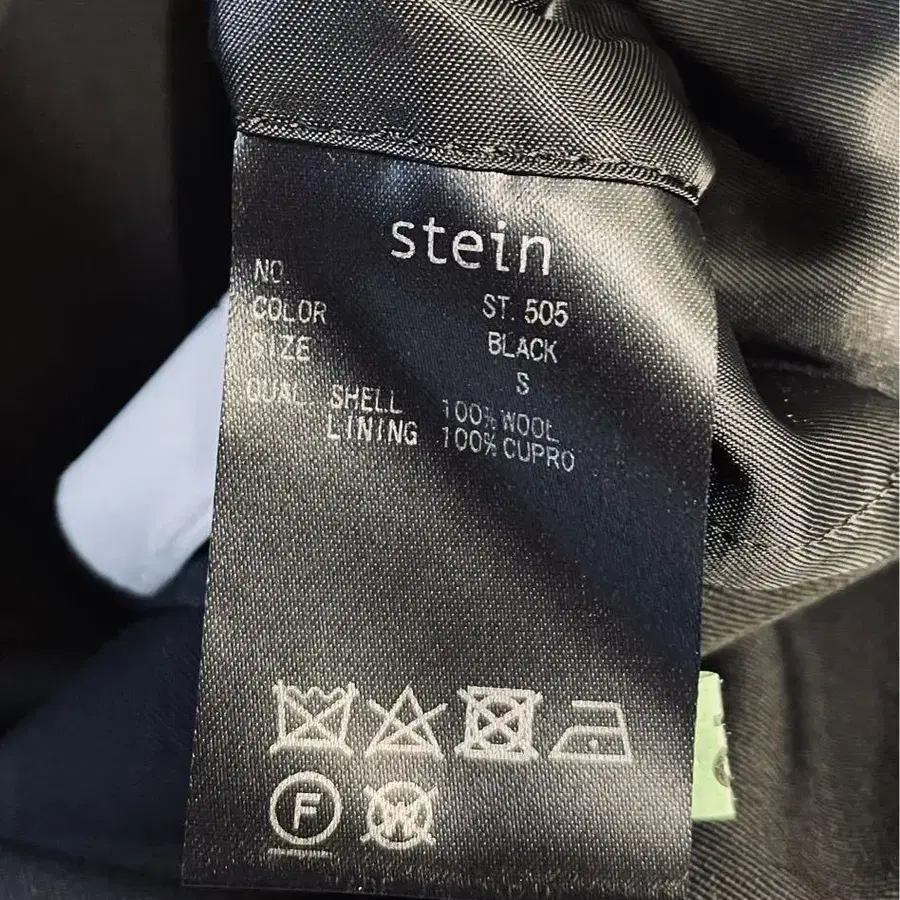 stein
NO. ST. 505
COLOR BLACK
SIZE S
QUAL. SHELL 100% WOOL
LINING 100% CUPRO
F W